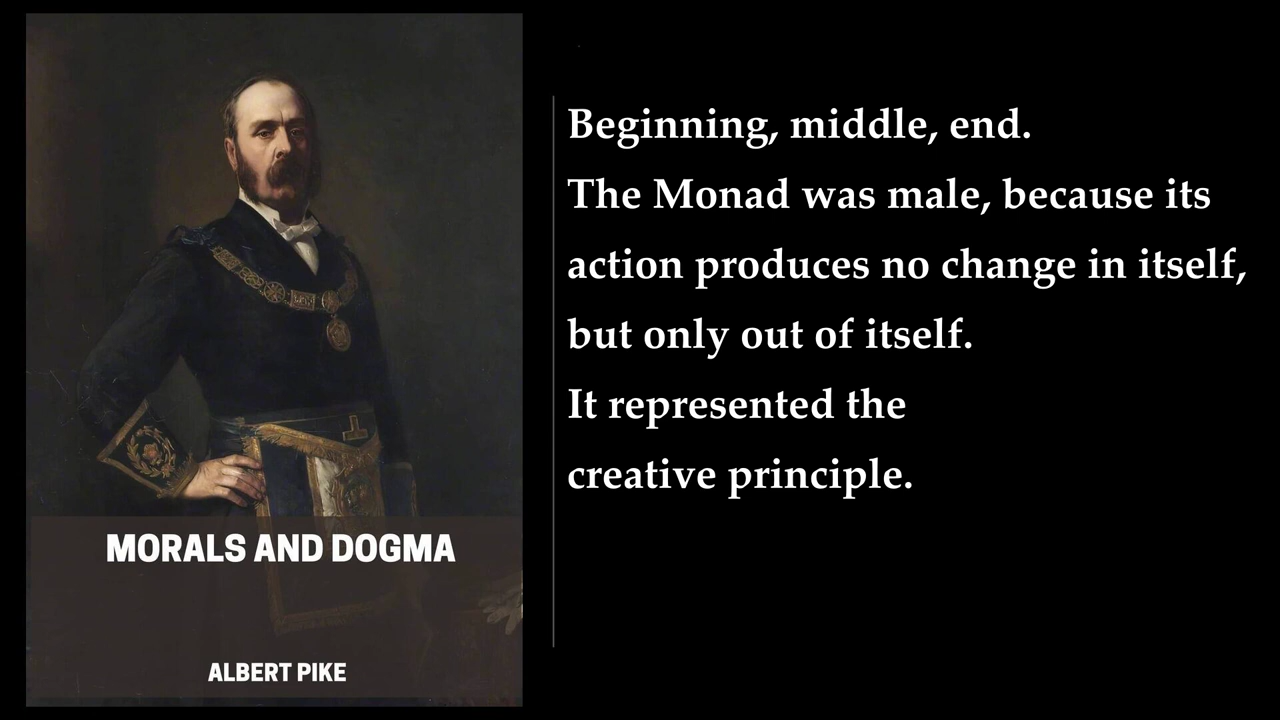 MORALS AND DOGMA
ALBERT PIKE
Beginning, middle, end.
The Monad was male, because its
action produces no change in itself,
but only out of itself.
It represented the
creative principle.